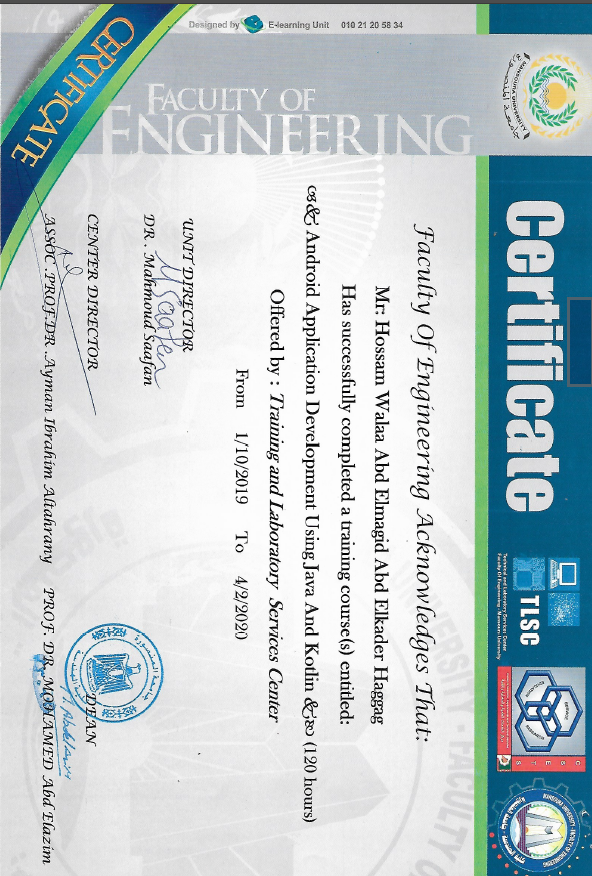 Certificate
TLSC
Technical and Laboratory Services Center
Faculty Of Engineering / Mansoura University
MANSOURA UNIVERSITY
FACULTY OF
ENGINEERING
CERTIFICATE
Faculty Of Engineering Acknowledges That:
Mr. Hossam Walaa Abd Elmagid Abd Elkader Haggag
Has successfully completed a training course(s) entitled:
Android Application Development Using Java And Kotlin (120 hours)
Offered by : Training and Laboratory Services Center
From 1/10/2019 To 4/2/2020
UNIT DIRECTOR
DR . Mahmoud Saafan
CENTER DIRECTOR
ASSOC .PROF.DR .Ayman Ibrahim Altahrany
DEAN
PROF. DR .MOHAMED Abd Elazim
Designed by E-learning Unit 010 21 20 58 34